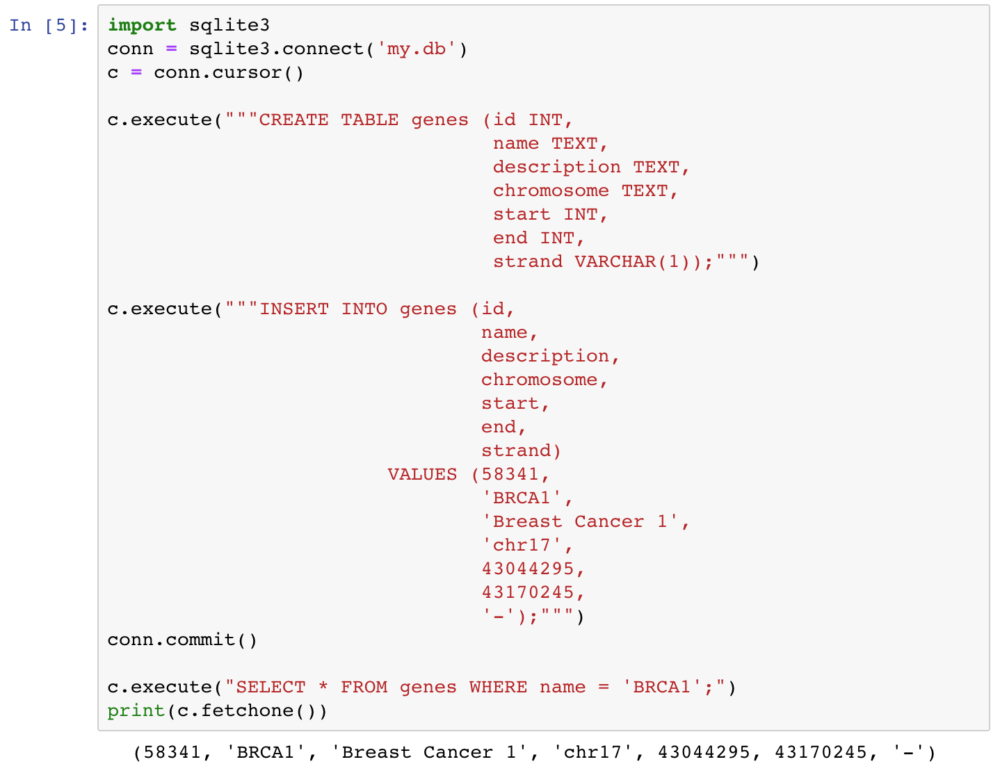 In [5]: import sqlite3
conn = sqlite3.connect('my.db')
c = conn.cursor()
c.execute("""CREATE TABLE genes (id INT,
name TEXT,
description TEXT,
chromosome TEXT,
start INT,
end INT,
strand VARCHAR(1));""")
c.execute("""INSERT INTO genes (id,
name,
description,
chromosome,
start,
end,
strand)
VALUES (58341,
'BRCA1',
'Breast Cancer 1',
'chr17',
43044295,
43170245,
'-');""")
conn.commit()
c.execute("SELECT * FROM genes WHERE name = 'BRCA1';")
print(c.fetchone())
(58341, 'BRCA1', 'Breast Cancer 1', 'chr17', 43044295, 43170245, '-')